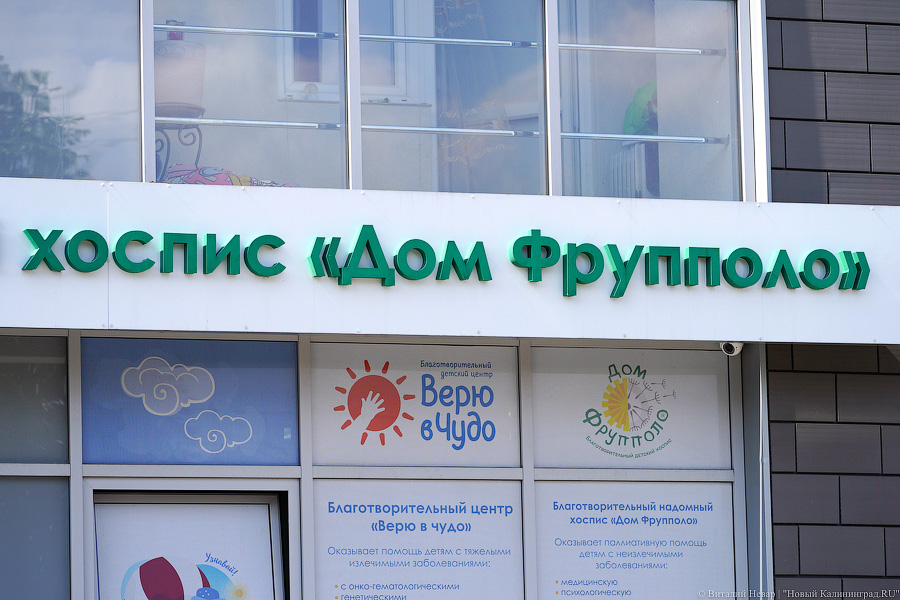 хоспис «Дом Фрупполо»
Благотворительный
детский центр
Верю
в Чудо
Дом
Фрупполо
Благотворительный детский хоспис
Благотворительный центр
«Верю в чудо»
Оказывает помощь детям с тяжелыми
излечимыми заболеваниями:
• с онко-гематологическими
генетическими
Благотворительный надомный
хоспис «Дом Фрупполо»
Оказывает паллиативную помощь
детям с неизлечимыми
заболеваниями:
• медицинскую
• психологическую
Узнавай!
© Виталий Невар | "Новый Калининград.RU"